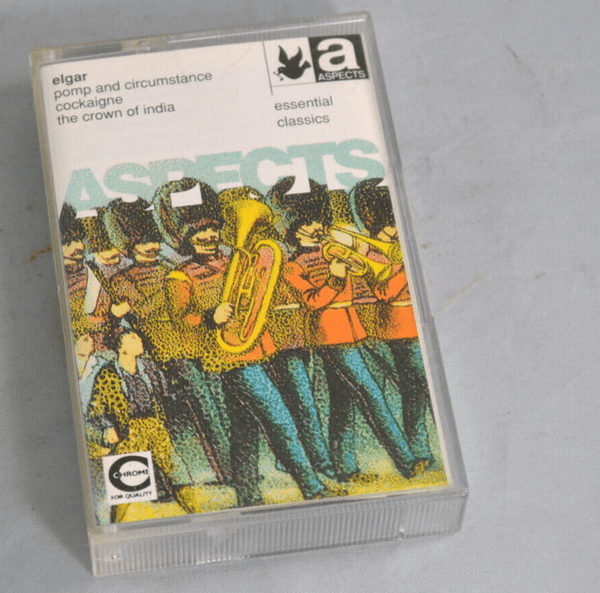 elgar
pomp and circumstance
cockaigne
the crown of india
a
ASPECTS
essential
classics
ASPECTS
CHROME
FOR QUALITY